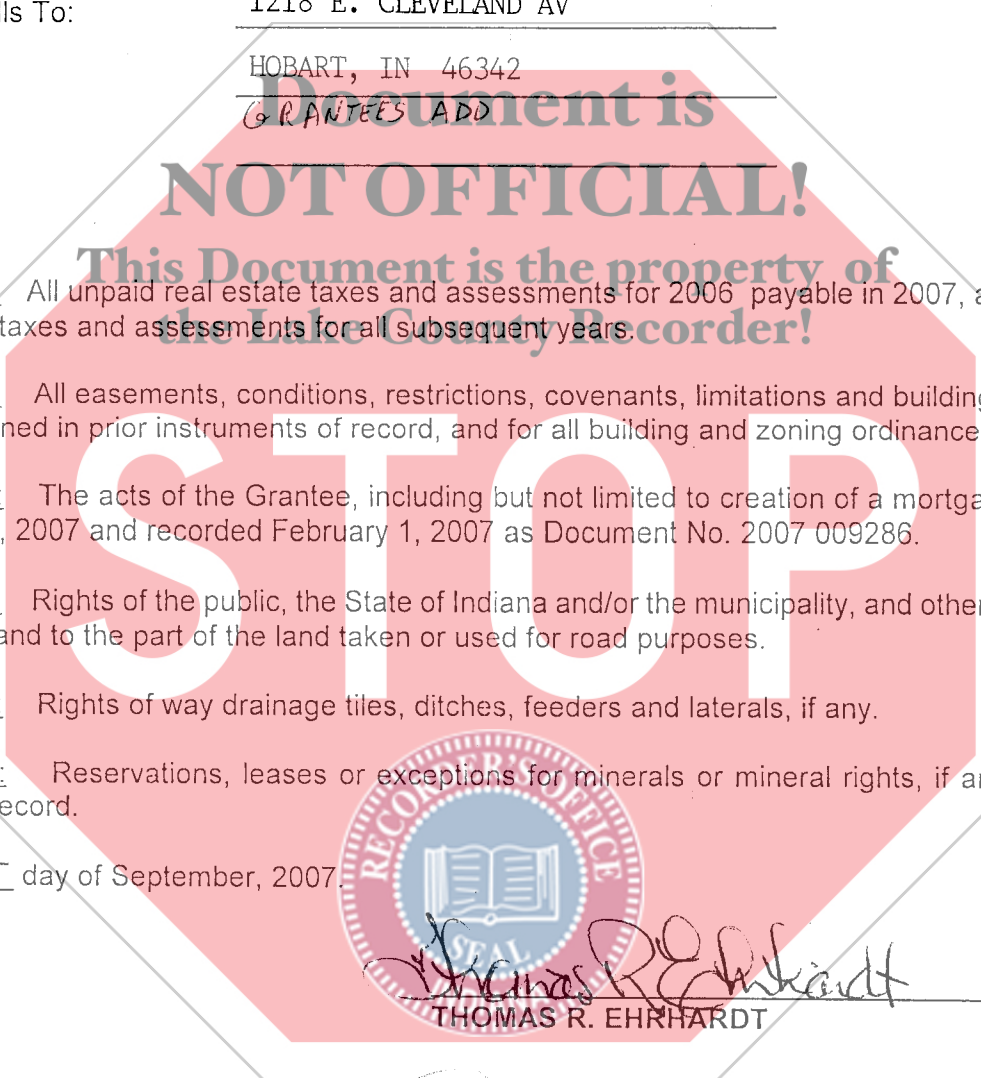 lls To:
1218 E. CLEVELAND AV
HOBART, IN 46342
GRANTEES ADD
Document is
NOT OFFICIAL!
This Document is the property of
the Lake County Recorder!
All unpaid real estate taxes and assessments for 2006 payable in 2007, a
taxes and assessments for all subsequent years.
All easements, conditions, restrictions, covenants, limitations and building
ned in prior instruments of record, and for all building and zoning ordinance
The acts of the Grantee, including but not limited to creation of a mortga
, 2007 and recorded February 1, 2007 as Document No. 2007 009286.
Rights of the public, the State of Indiana and/or the municipality, and other
and to the part of the land taken or used for road purposes.
Rights of way drainage tiles, ditches, feeders and laterals, if any.
Reservations, leases or exceptions for minerals or mineral rights, if an
ecord.
day of September, 2007.
STOP
RECORDER'S OFFICE
SEAL
Thomas R Ehrhardt
THOMAS R. EHRHARDT